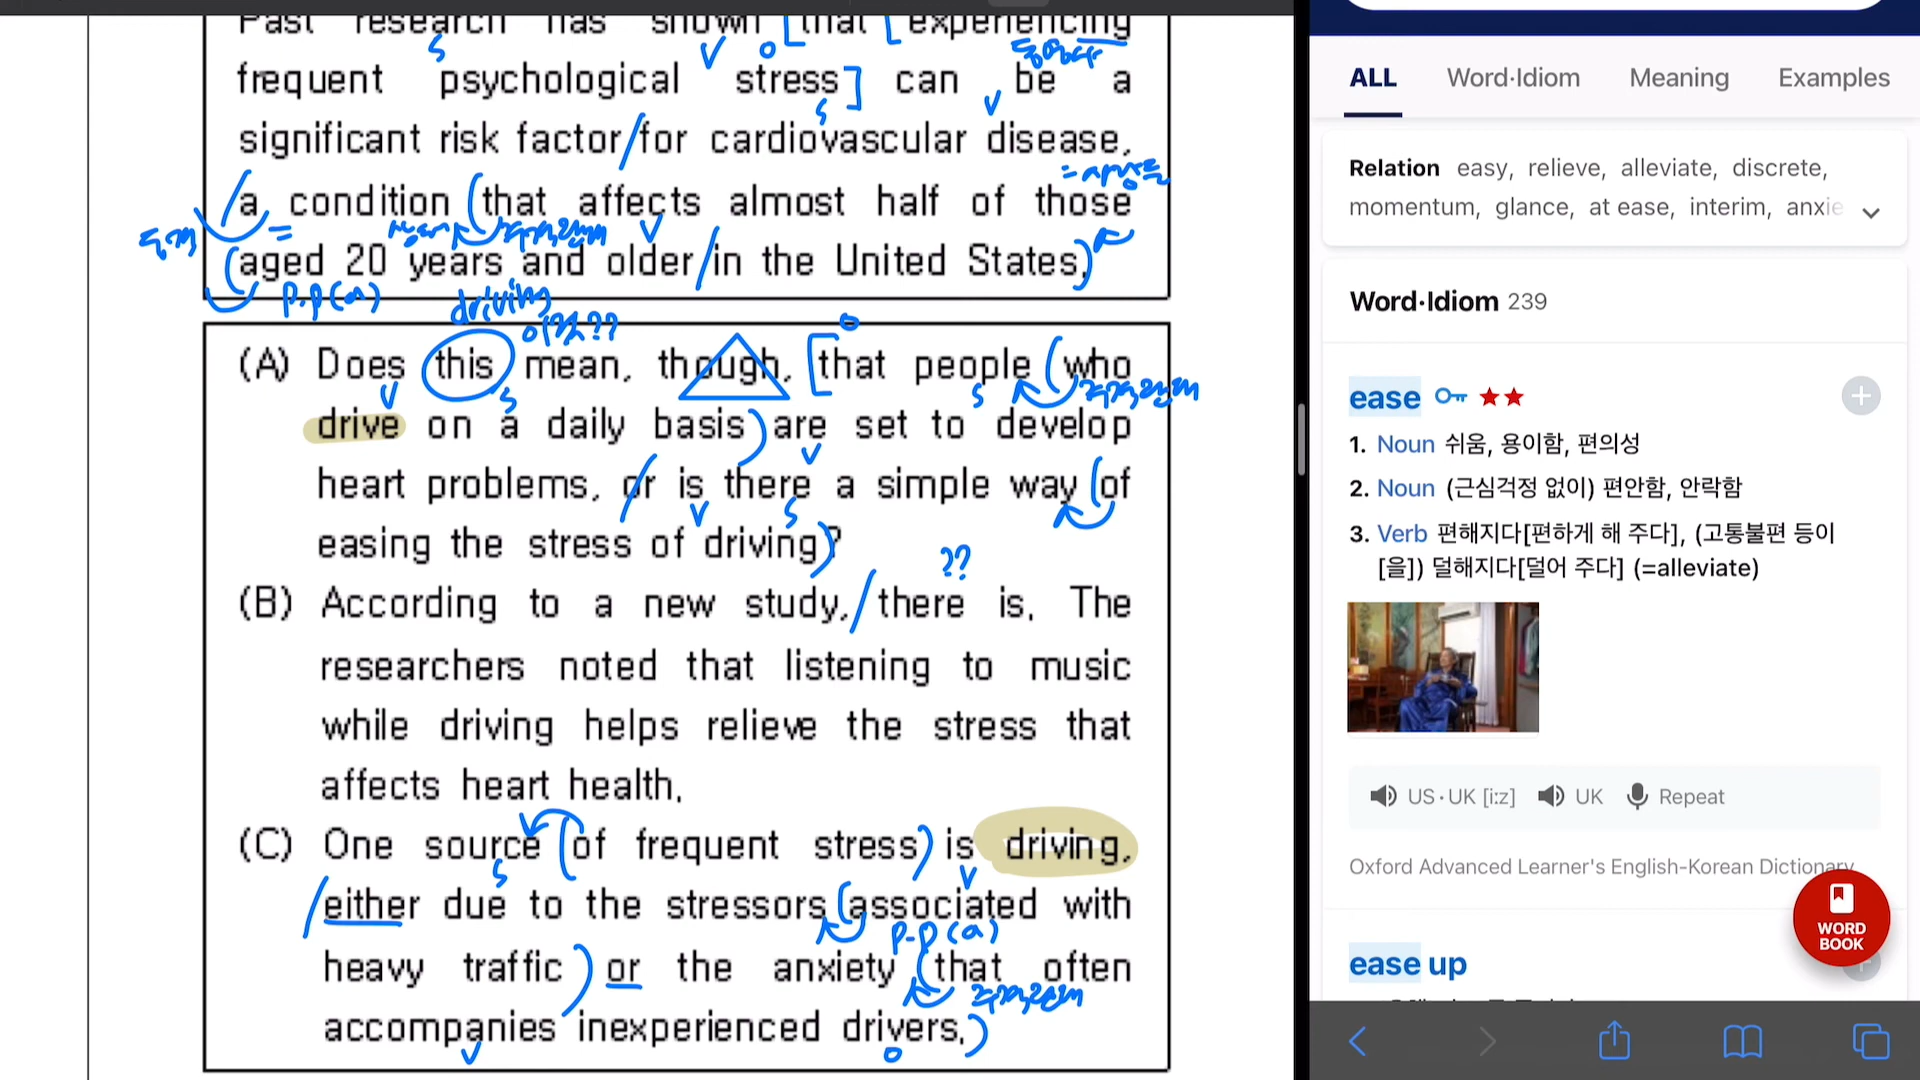 Past research has shown [that [experiencing
frequent psychological stress] can be a
significant risk factor/for cardiovascular disease,
/a condition (that affects almost half of those
(aged 20 years and older/in the United States,)
p.p(a)
driving
(A) Does this mean, though, [that people (who
drive on a daily basis) are set to develop
heart problems, or is there a simple way (of
easing the stress of driving)?
??
(B) According to a new study,/there is. The
researchers noted that listening to music
while driving helps relieve the stress that
affects heart health.
(C) One source (of frequent stress) is driving,
/either due to the stressors (associated with
p.p(a)
heavy traffic) or the anxiety (that often
accompanies inexperienced drivers.)
ALL Word·Idiom Meaning Examples
Relation easy, relieve, alleviate, discrete,
momentum, glance, at ease, interim, anxie
Word·Idiom 239
ease ★★
1. Noun 쉬움, 용이함, 편의성
2. Noun (근심걱정 없이) 편안함, 안락함
3. Verb 편해지다[편하게 해 주다], (고통불편 등이
[을]) 덜해지다[덜어 주다] (=alleviate)
US·UK [i:z] UK Repeat
Oxford Advanced Learner's English-Korean Dictionary
WORD
BOOK
ease up